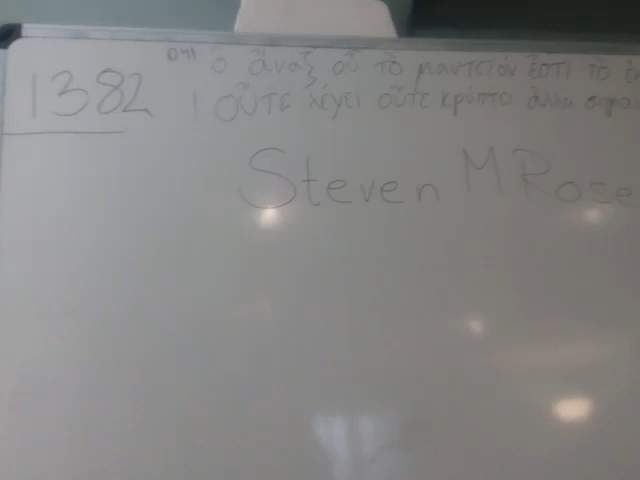 1382
ὁ ἄναξ οὗ τὸ μαντεῖόν ἐστι τὸ
οὔτε λέγει οὔτε κρύπτει ἀλλὰ
Steven M Rose